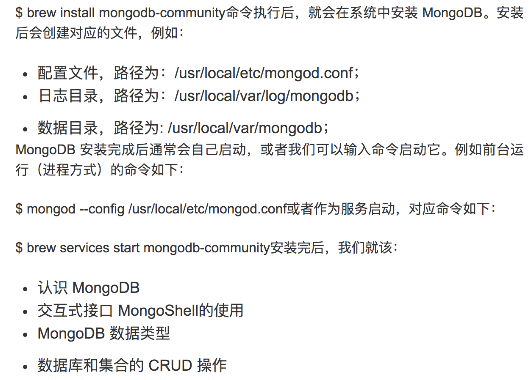 $ brew install mongodb-community命令执行后，就会在系统中安装 MongoDB。安装
后会创建对应的文件，例如：
• 配置文件，路径为：/usr/local/etc/mongod.conf；
• 日志目录，路径为：/usr/local/var/log/mongodb；
• 数据目录，路径为: /usr/local/var/mongodb；
MongoDB 安装完成后通常会自己启动，或者我们可以输入命令启动它。例如前台运
行（进程方式）的命令如下：
$ mongod --config /usr/local/etc/mongod.conf或者作为服务启动，对应命令如下：
$ brew services start mongodb-community安装完后，我们就该：
• 认识 MongoDB
• 交互式接口 MongoShell的使用
• MongoDB 数据类型
• 数据库和集合的 CRUD 操作